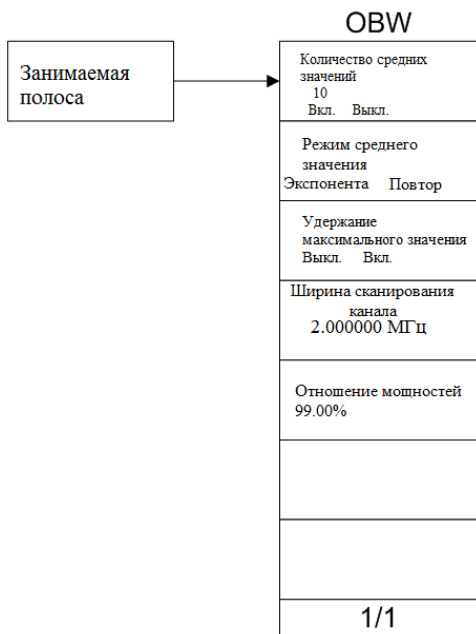 OBW
Занимаемая
полоса
Количество средних
значений
10
Вкл. Выкл.
Режим среднего
значения
Экспонента Повтор
Удержание
максимального значения
Выкл. Вкл.
Ширина сканирования
канала
2.000000 МГц
Отношение мощностей
99.00%
1/1